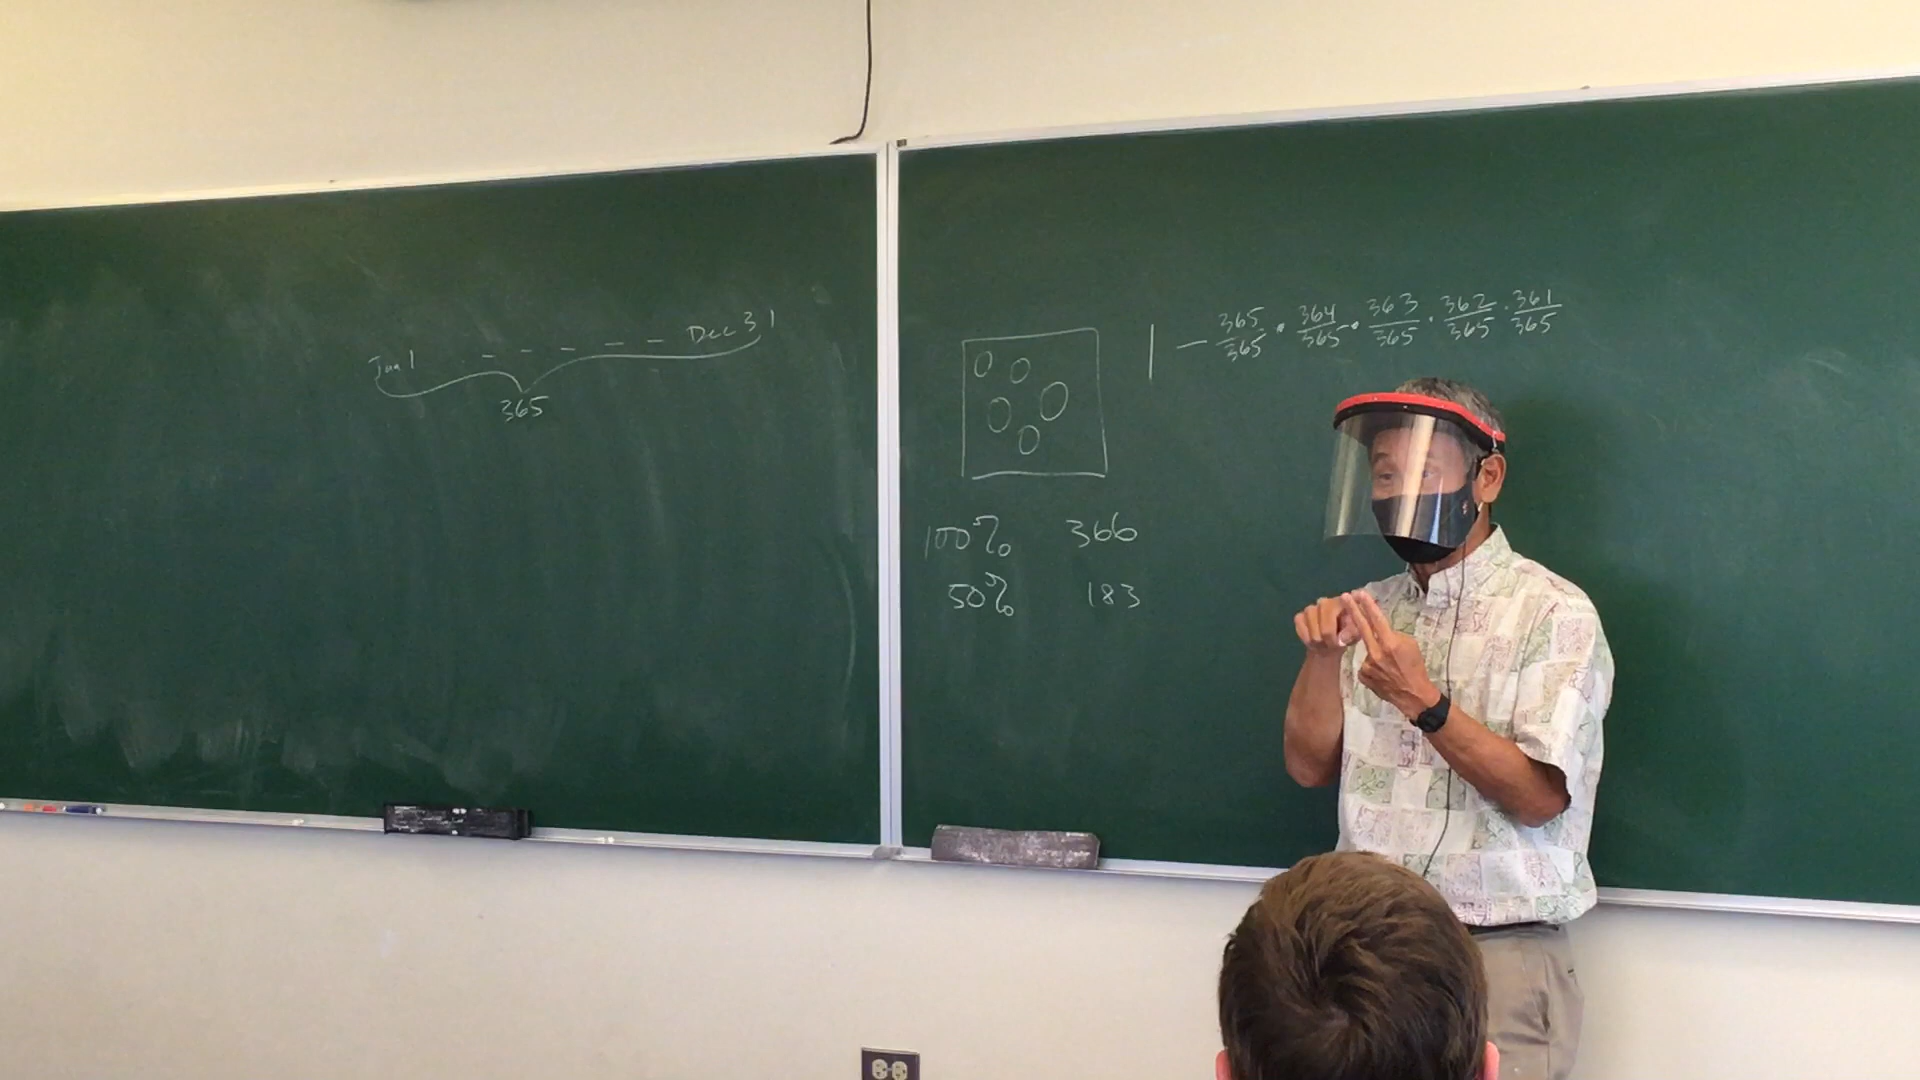 Jan 1 - - - - - Dec 31
365
1 - 365/365 · 364/365 · 363/365 · 362/365 · 361/365
100% 366
50% 183